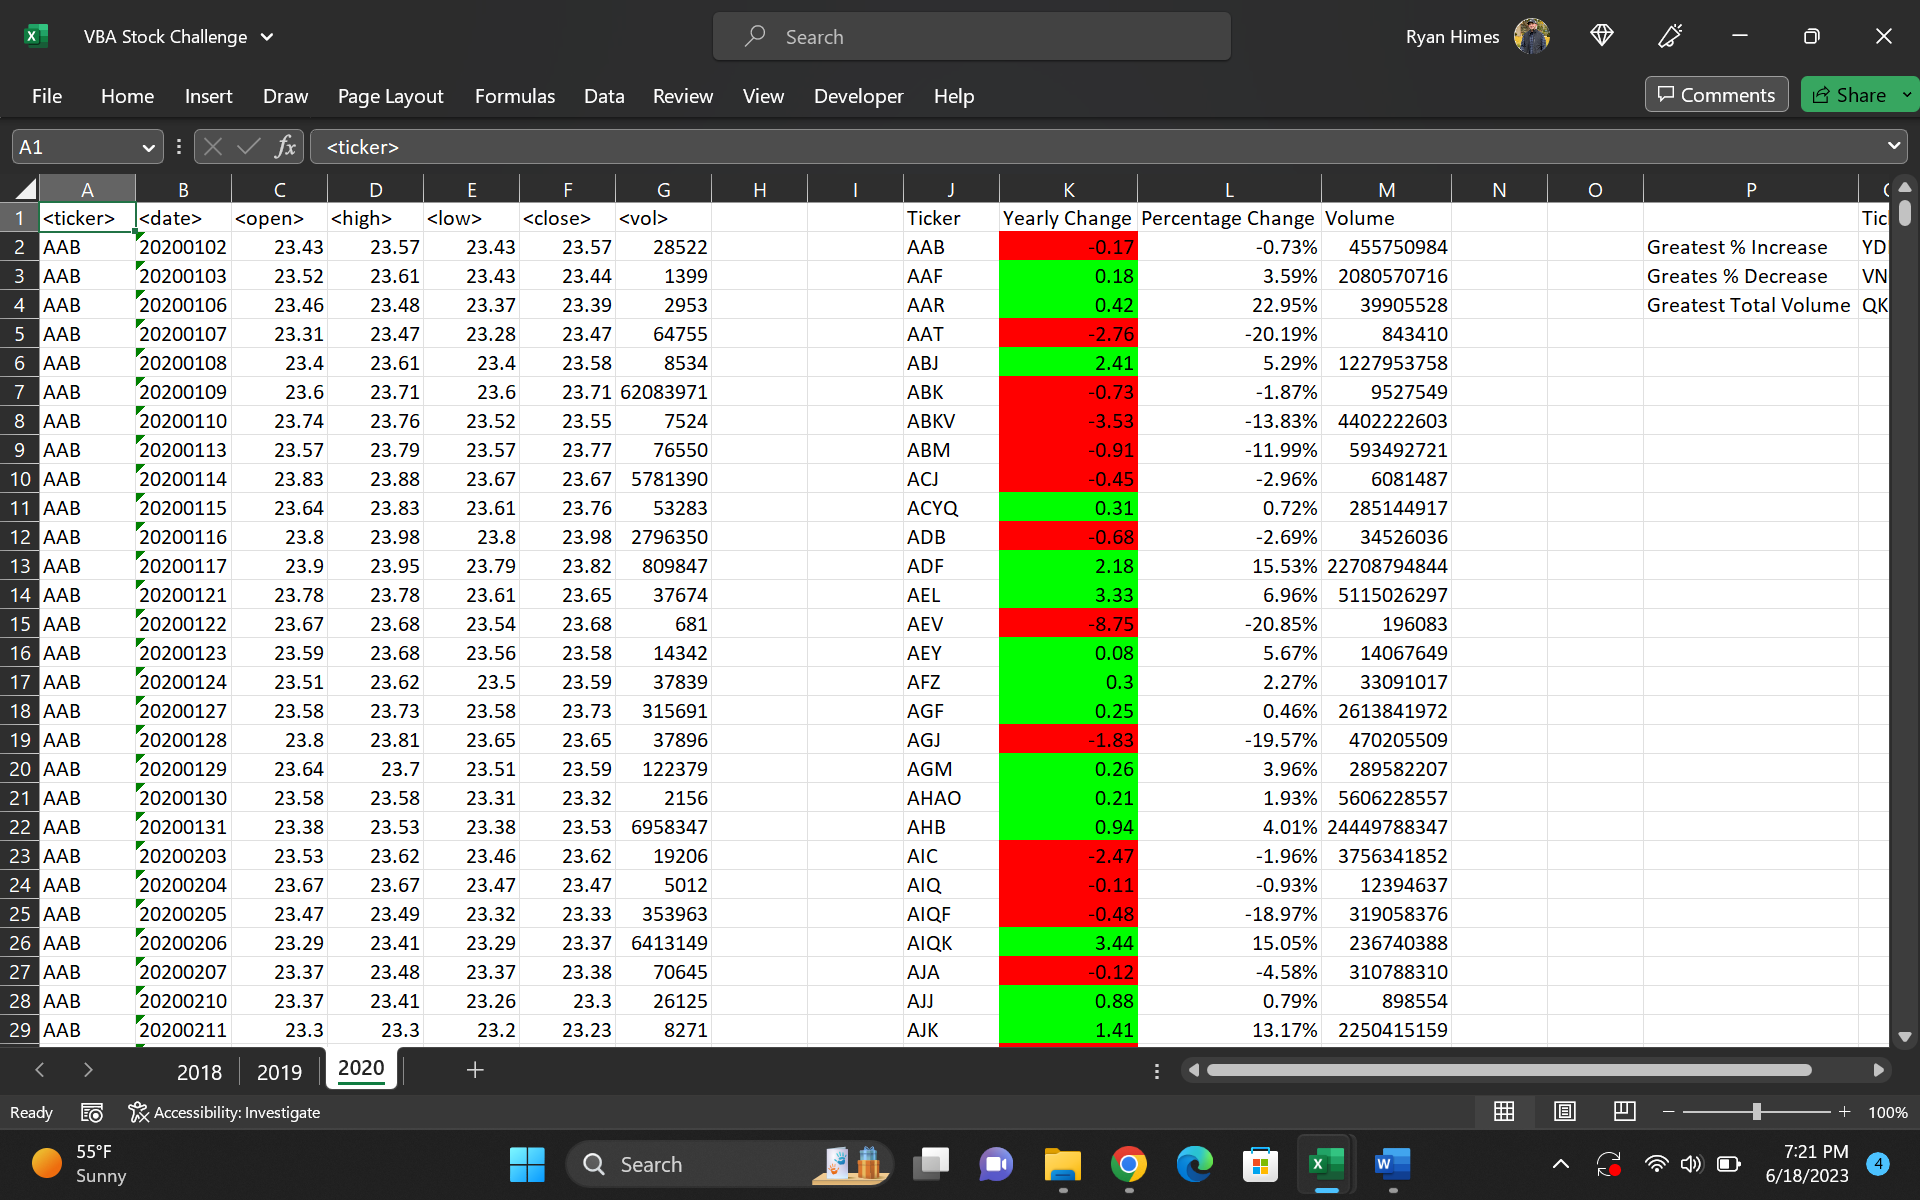 VBA Stock Challenge
Search
Ryan Himes
File Home Insert Draw Page Layout Formulas Data Review View Developer Help
Comments Share
A1 fx <ticker>
A B C D E F G H I J K L M N O P
1 <ticker> <date> <open> <high> <low> <close> <vol> Ticker Yearly Change Percentage Change Volume
2 AAB 20200102 23.43 23.57 23.43 23.57 28522 AAB -0.17 -0.73% 455750984 Greatest % Increase
3 AAB 20200103 23.52 23.61 23.43 23.44 1399 AAF 0.18 3.59% 2080570716 Greates % Decrease
4 AAB 20200106 23.46 23.48 23.37 23.39 2953 AAR 0.42 22.95% 39905528 Greatest Total Volume
5 AAB 20200107 23.31 23.47 23.28 23.47 64755 AAT -2.76 -20.19% 843410
6 AAB 20200108 23.4 23.61 23.4 23.58 8534 ABJ 2.41 5.29% 1227953758
7 AAB 20200109 23.6 23.71 23.6 23.71 62083971 ABK -0.73 -1.87% 9527549
8 AAB 20200110 23.74 23.76 23.52 23.55 7524 ABKV -3.53 -13.83% 4402222603
9 AAB 20200113 23.57 23.79 23.57 23.77 76550 ABM -0.91 -11.99% 593492721
10 AAB 20200114 23.83 23.88 23.67 23.67 5781390 ACJ -0.45 -2.96% 6081487
11 AAB 20200115 23.64 23.83 23.61 23.76 53283 ACYQ 0.31 0.72% 285144917
12 AAB 20200116 23.8 23.98 23.8 23.98 2796350 ADB -0.68 -2.69% 34526036
13 AAB 20200117 23.9 23.95 23.79 23.82 809847 ADF 2.18 15.53% 22708794844
14 AAB 20200121 23.78 23.78 23.61 23.65 37674 AEL 3.33 6.96% 5115026297
15 AAB 20200122 23.67 23.68 23.54 23.68 681 AEV -8.75 -20.85% 196083
16 AAB 20200123 23.59 23.68 23.56 23.58 14342 AEY 0.08 5.67% 14067649
17 AAB 20200124 23.51 23.62 23.5 23.59 37839 AFZ 0.3 2.27% 33091017
18 AAB 20200127 23.58 23.73 23.58 23.73 315691 AGF 0.25 0.46% 2613841972
19 AAB 20200128 23.8 23.81 23.65 23.65 37896 AGJ -1.83 -19.57% 470205509
20 AAB 20200129 23.64 23.7 23.51 23.59 122379 AGM 0.26 3.96% 289582207
21 AAB 20200130 23.58 23.58 23.31 23.32 2156 AHAO 0.21 1.93% 5606228557
22 AAB 20200131 23.38 23.53 23.38 23.53 6958347 AHB 0.94 4.01% 24449788347
23 AAB 20200203 23.53 23.62 23.46 23.62 19206 AIC -2.47 -1.96% 3756341852
24 AAB 20200204 23.67 23.67 23.47 23.47 5012 AIQ -0.11 -0.93% 12394637
25 AAB 20200205 23.47 23.49 23.32 23.33 353963 AIQF -0.48 -18.97% 319058376
26 AAB 20200206 23.29 23.41 23.29 23.37 6413149 AIQK 3.44 15.05% 236740388
27 AAB 20200207 23.37 23.48 23.37 23.38 70645 AJA -0.12 -4.58% 310788310
28 AAB 20200210 23.37 23.41 23.26 23.3 26125 AJJ 0.88 0.79% 898554
29 AAB 20200211 23.3 23.3 23.2 23.23 8271 AJK 1.41 13.17% 2250415159
2018 2019 2020
Ready Accessibility: Investigate 100%
55°F
Sunny
Search
7:21 PM
6/18/2023
4